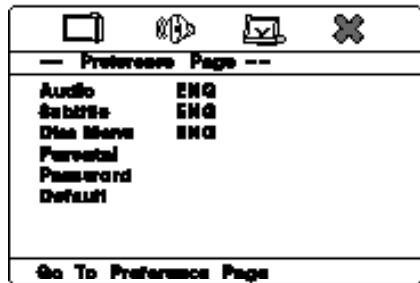 -- Preference Page --
Audio ENG
Subtitle ENG
Disc Menu ENG
Parental
Password
Default
Go To Preference Page